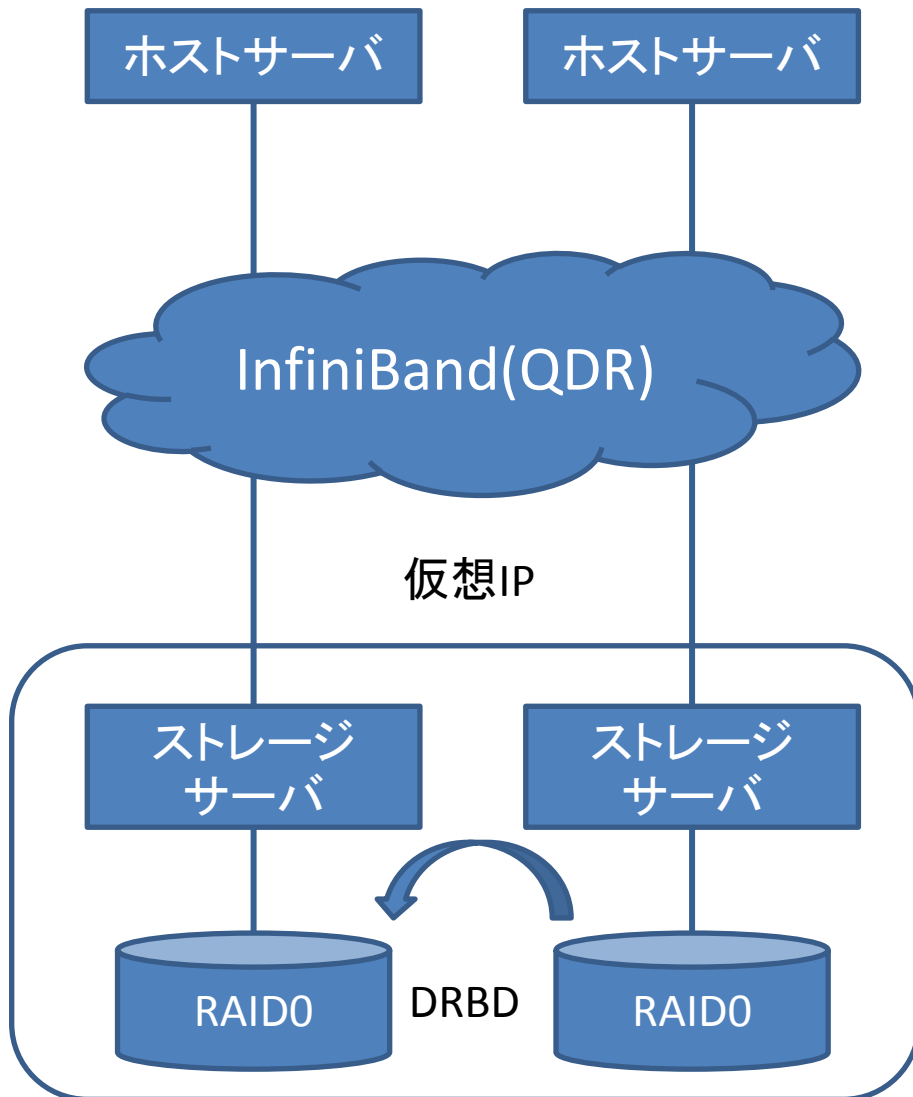 ホストサーバ
ホストサーバ
InfiniBand(QDR)
仮想IP
ストレージ
サーバ
ストレージ
サーバ
RAID0
DRBD
RAID0